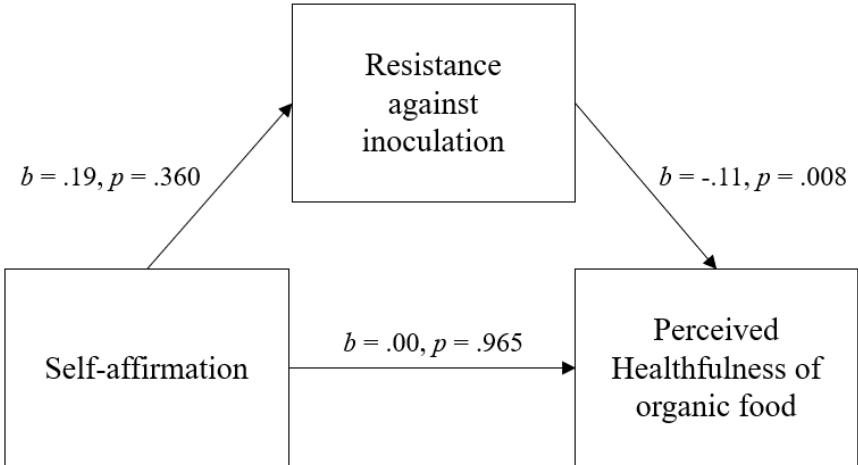 Resistance
against
inoculation
b = .19, p = .360
b = -.11, p = .008
Self-affirmation
b = .00, p = .965
Perceived
Healthfulness of
organic food